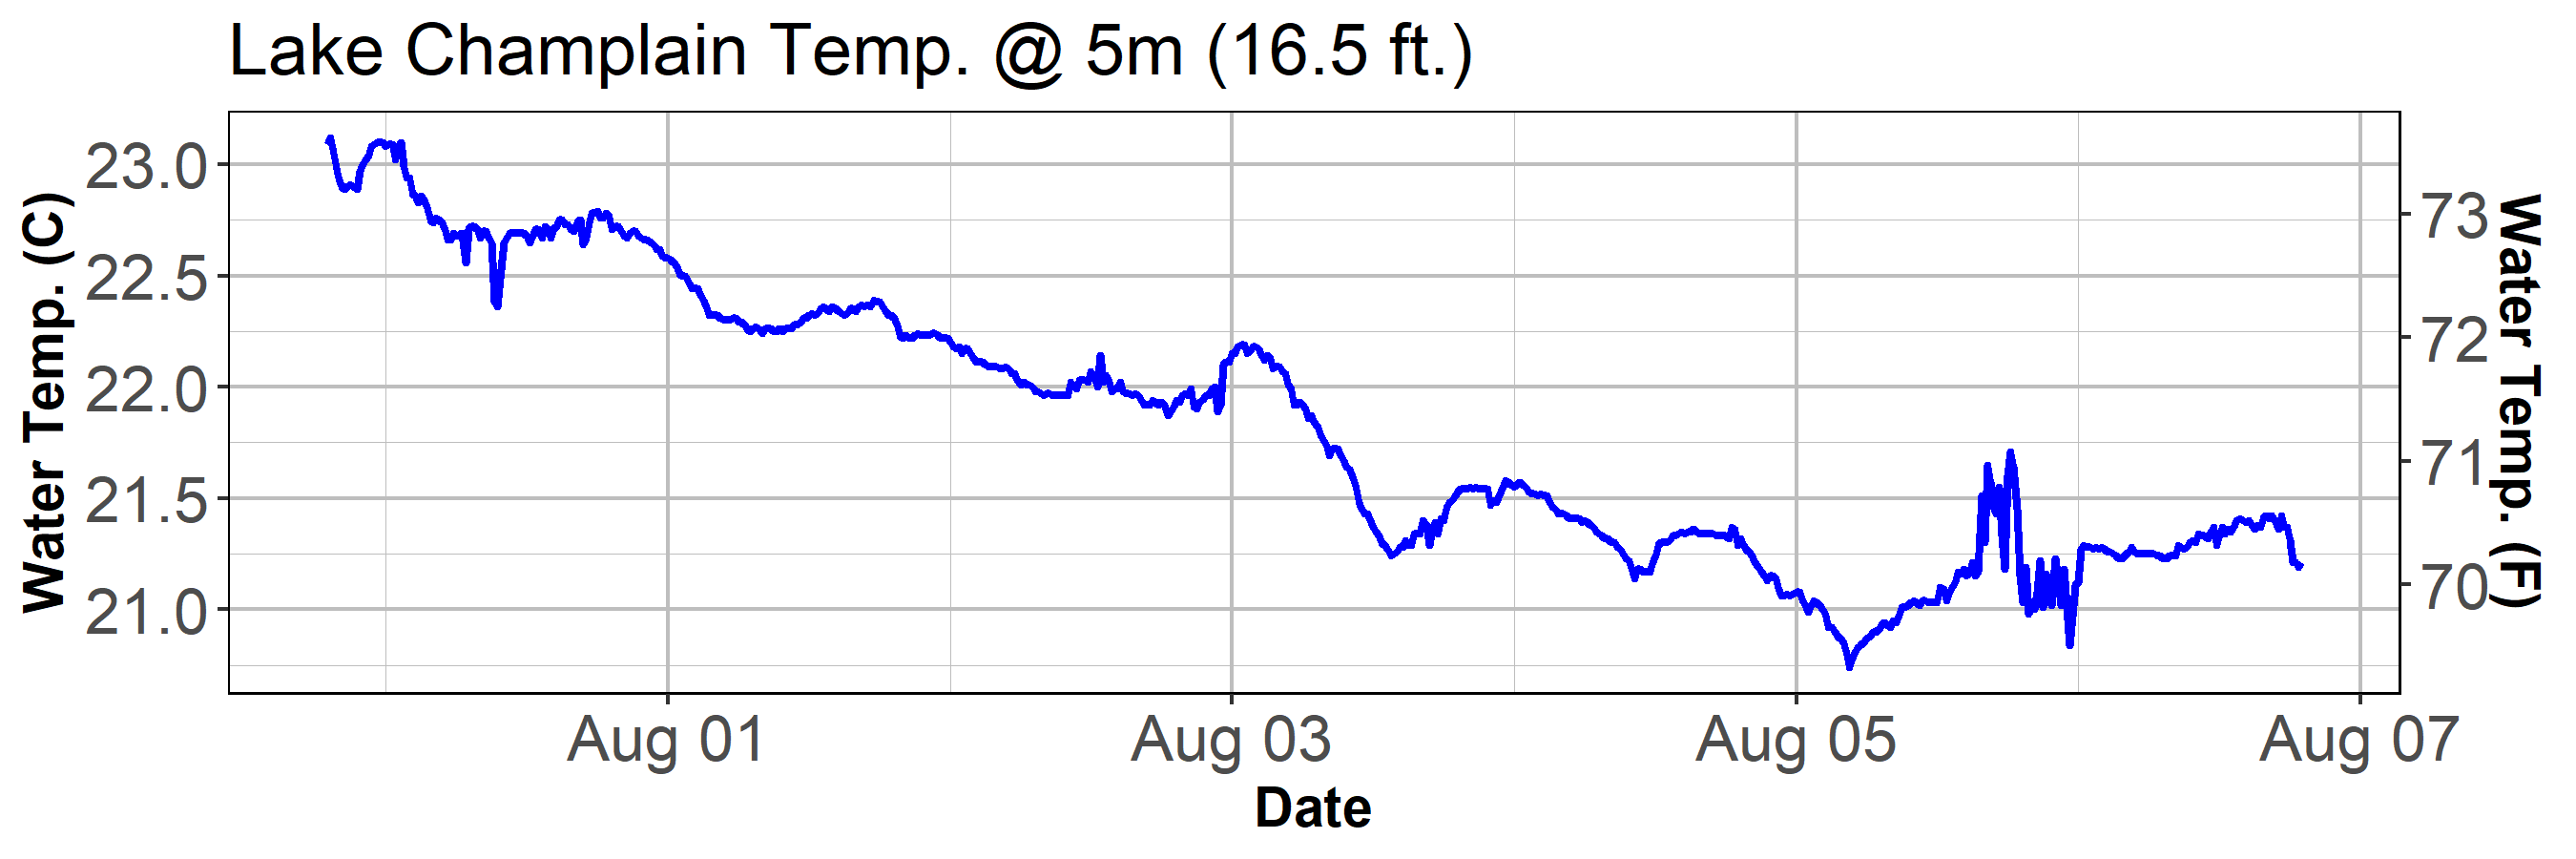 Lake Champlain Temp. @ 5m (16.5 ft.)
Water Temp. (C)
23.0
22.5
22.0
21.5
21.0
73
72
71
70
Water Temp. (F)
Aug 01 Aug 03 Aug 05 Aug 07
Date